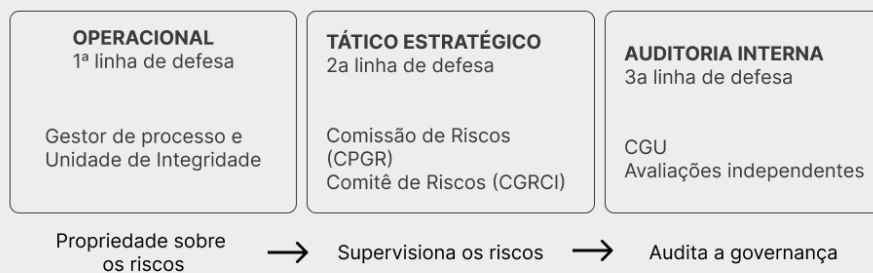 OPERACIONAL
1ª linha de defesa
Gestor de processo e
Unidade de Integridade
TÁTICO ESTRATÉGICO
2a linha de defesa
Comissão de Riscos
(CPGR)
Comitê de Riscos (CGRCI)
AUDITORIA INTERNA
3a linha de defesa
CGU
Avaliações independentes
Propriedade sobre
os riscos
Supervisiona os riscos
Audita a governança